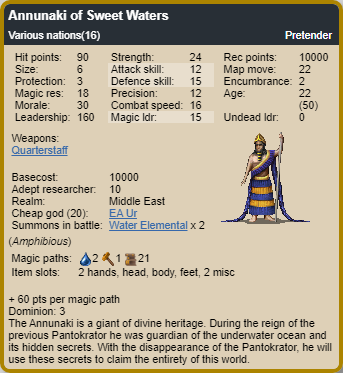 Annunaki of Sweet Waters
Various nations(16) Pretender
Hit points: 90 Strength: 24 Rec points: 10000
Size: 6 Attack skill: 12 Map move: 22
Protection: 3 Defence skill: 15 Encumbrance: 2
Magic res: 18 Precision: 12 Age: 22
Morale: 30 Combat speed: 16 (50)
Leadership: 160 Magic ldr: 15 Undead ldr: 0
Weapons:
Quarterstaff
Basecost: 10000
Adept researcher: 10
Realm: Middle East
Cheap god (20): EA Ur
Summons in battle: Water Elemental x 2
(Amphibious)
Magic paths: 2 1 21
Item slots: 2 hands, head, body, feet, 2 misc
+ 60 pts per magic path
Dominion: 3
The Annunaki is a giant of divine heritage. During the reign of the
previous Pantokrator he was guardian of the underwater ocean and
its hidden secrets. With the disappearance of the Pantokrator, he will
use these secrets to claim the entirety of this world.